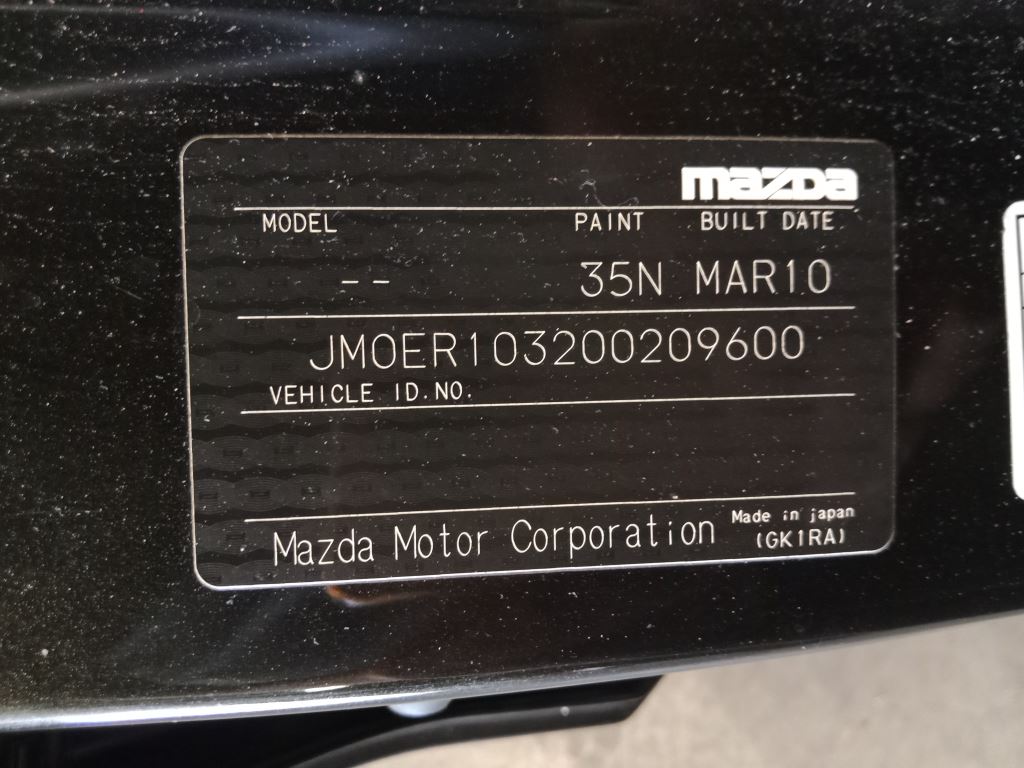 mazda
MODEL PAINT BUILT DATE
-- 35N MAR10
JM0ER103200209600
VEHICLE ID.NO.
Mazda Motor Corporation Made in japan
(GK1RA)